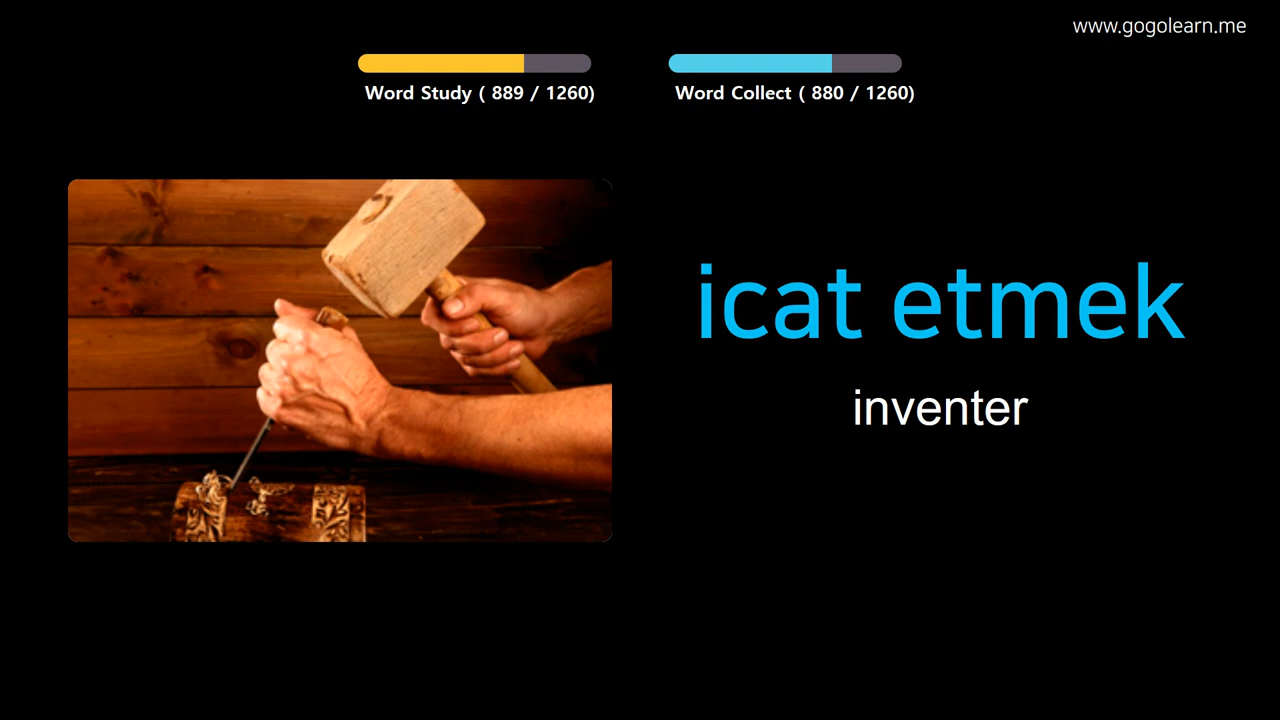 www.gogolearn.me
Word Study ( 889 / 1260)
Word Collect ( 880 / 1260)
icat etmek
inventer